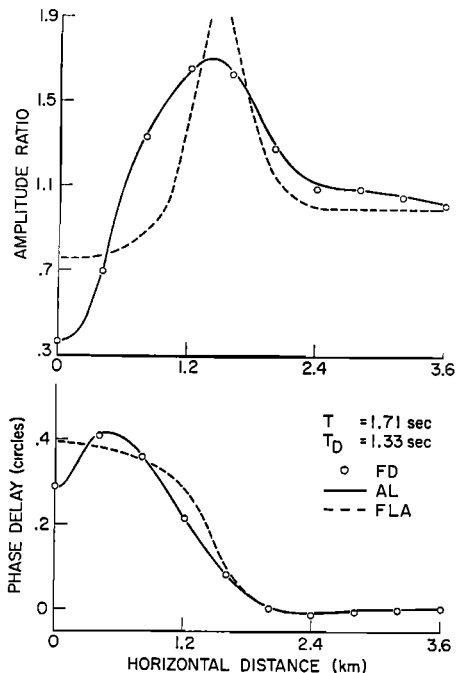 1.9
1.5
1.1
.7
.3
AMPLITUDE RATIO
0 1.2 2.4 3.6
.4
.2
0
PHASE DELAY (circles)
T = 1.71 sec
TD = 1.33 sec
FD
AL
FLA
0 1.2 2.4 3.6
HORIZONTAL DISTANCE (km)